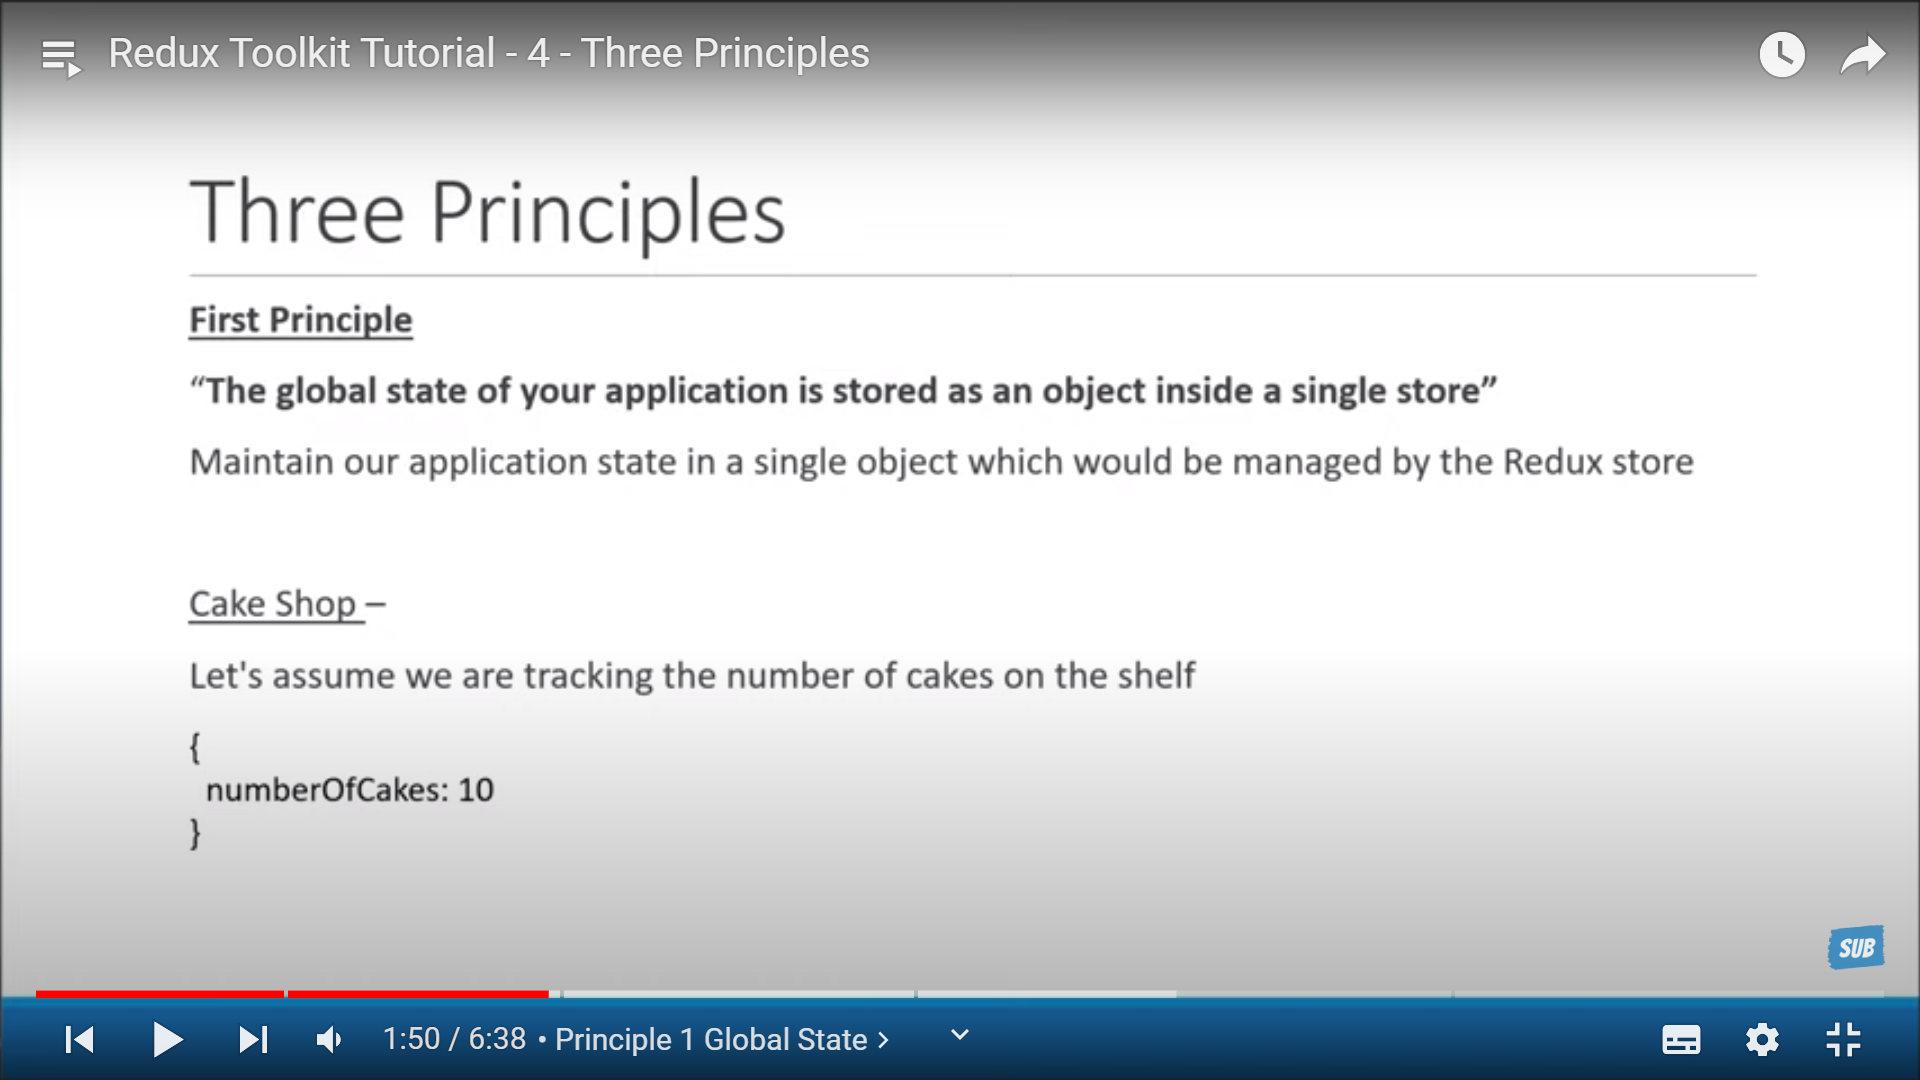 Redux Toolkit Tutorial - 4 - Three Principles
Three Principles
First Principle
“The global state of your application is stored as an object inside a single store”
Maintain our application state in a single object which would be managed by the Redux store
Cake Shop –
Let's assume we are tracking the number of cakes on the shelf
{
numberOfCakes: 10
}
SUB
1:50 / 6:38 • Principle 1 Global State >